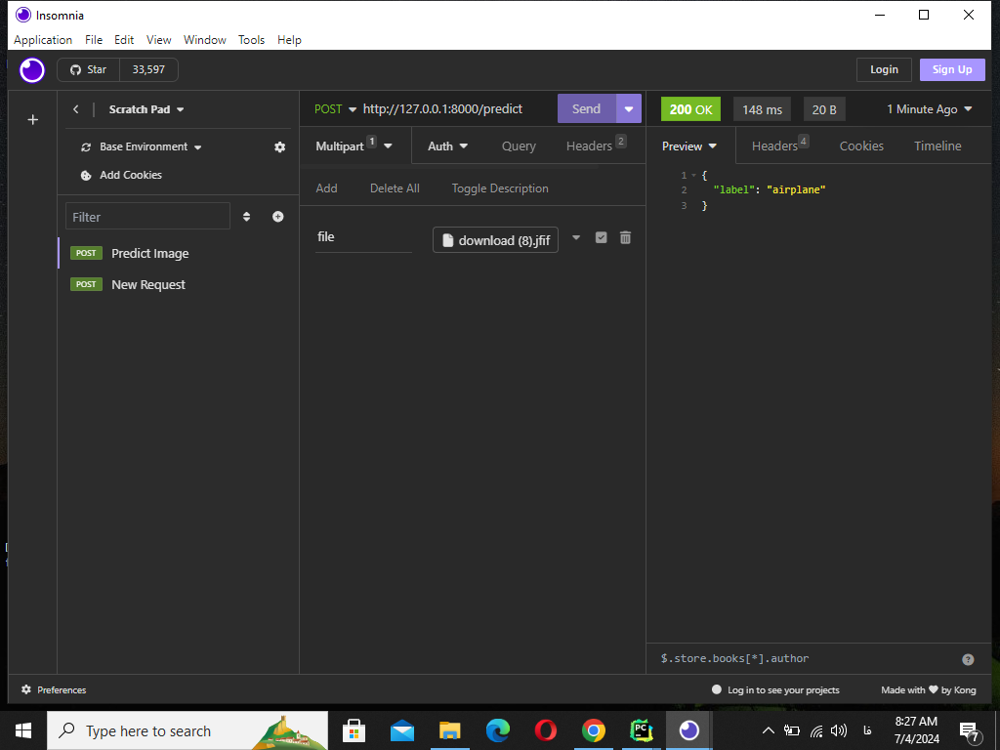 Insomnia
Application File Edit View Window Tools Help
Star 33,597 Login Sign Up
Scratch Pad
Base Environment
Add Cookies
Filter
POST Predict Image
POST New Request
POST http://127.0.0.1:8000/predict Send
Multipart 1 Auth Query Headers 2
Add Delete All Toggle Description
file download (8).jfif
200 OK 148 ms 20 B 1 Minute Ago
Preview Headers 4 Cookies Timeline
1 {
2 "label": "airplane"
3 }
$.store.books[*].author
?
Preferences Log in to see your projects Made with ❤ by Kong
Type here to search
PC
فا
8:27 AM
7/4/2024
7